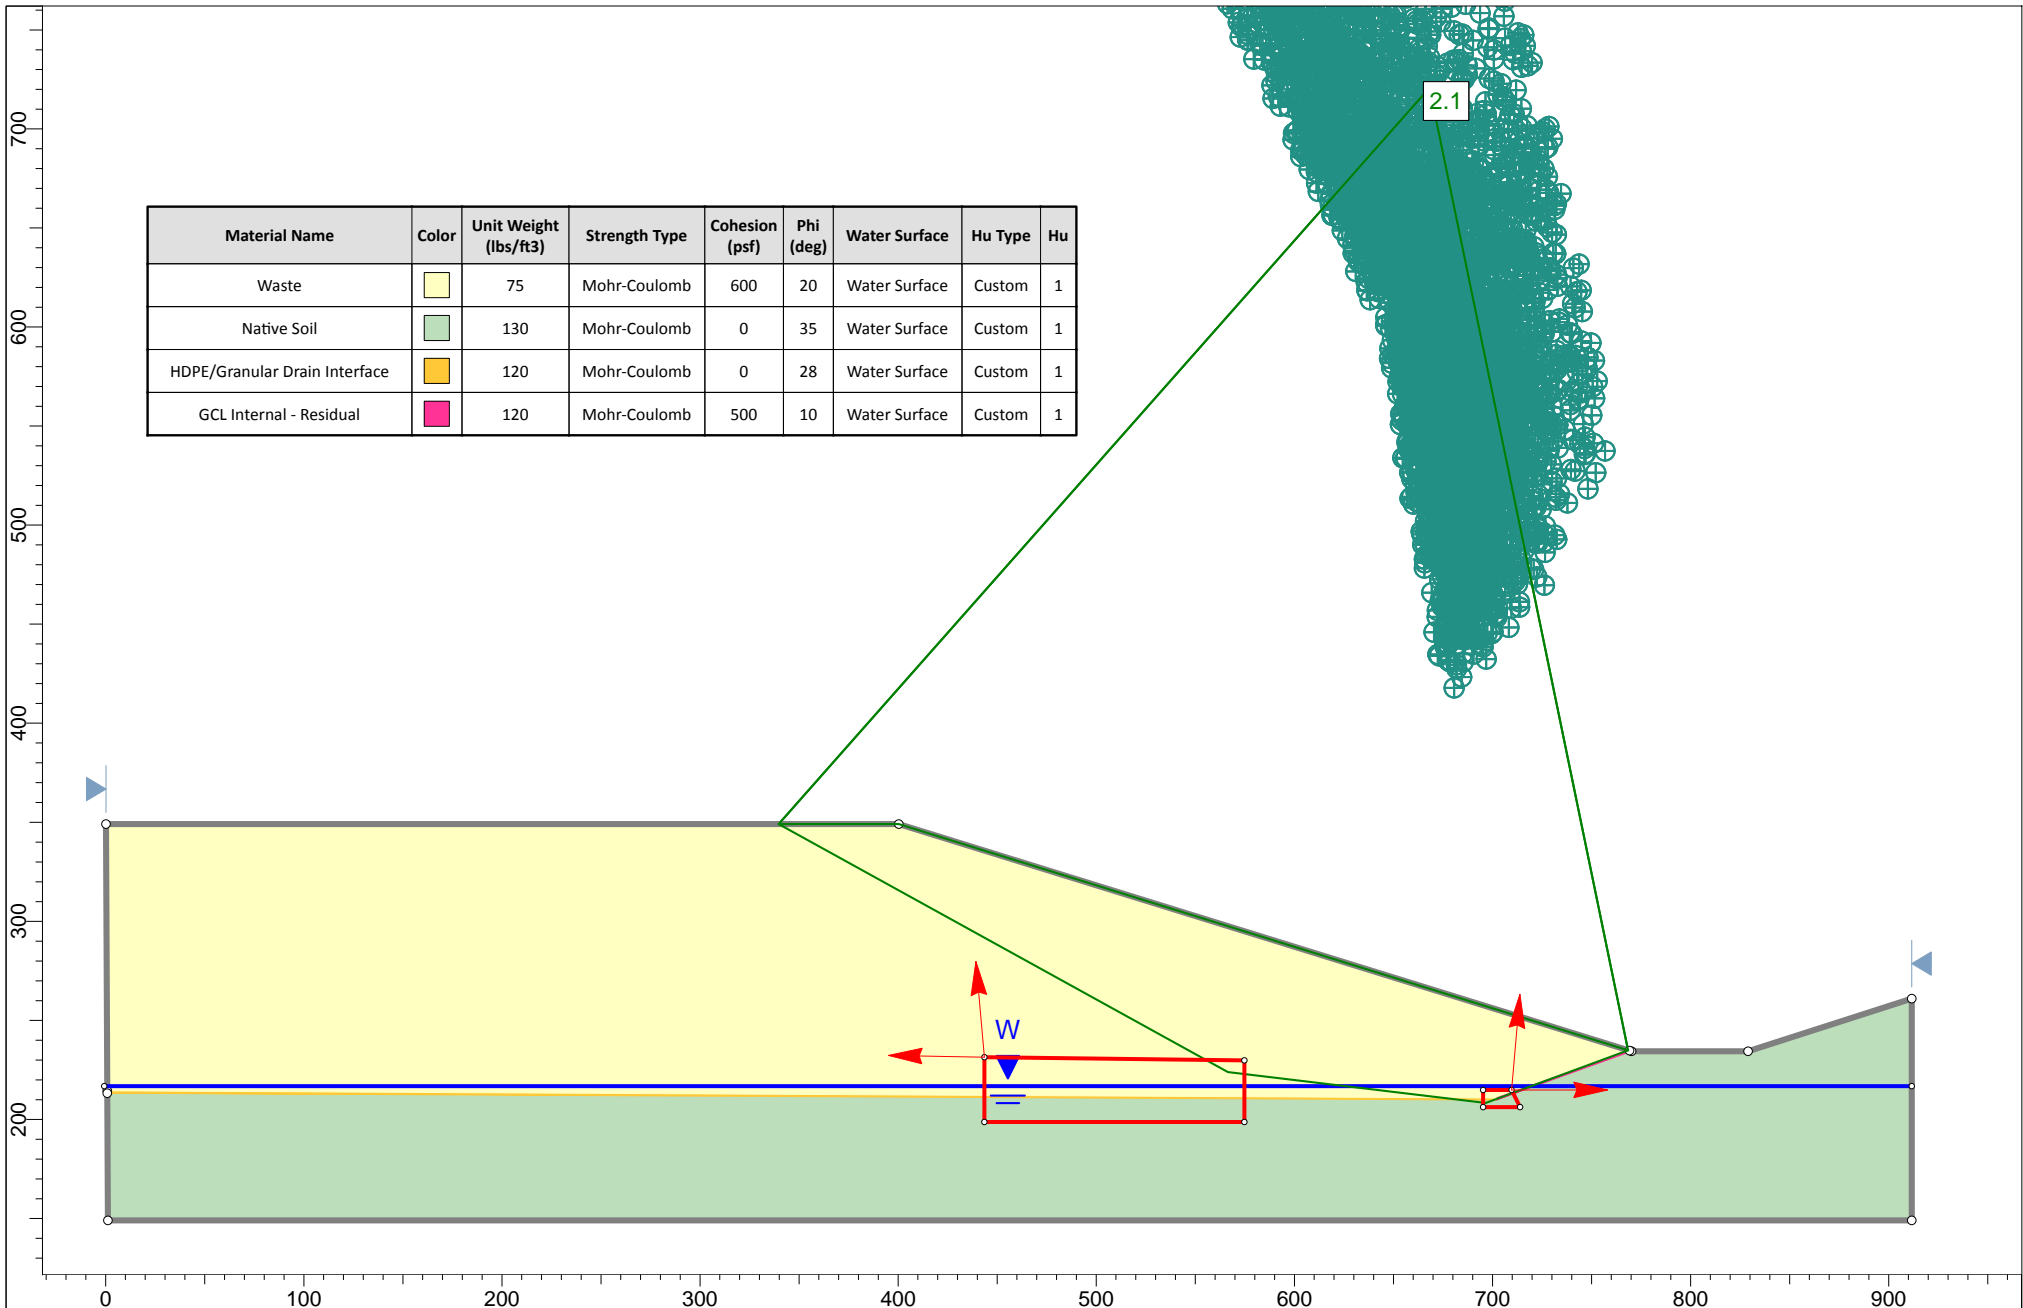 2.1
Material Name Color Unit Weight (lbs/ft3) Strength Type Cohesion (psf) Phi (deg) Water Surface Hu Type Hu
Waste 75 Mohr-Coulomb 600 20 Water Surface Custom 1
Native Soil 130 Mohr-Coulomb 0 35 Water Surface Custom 1
HDPE/Granular Drain Interface 120 Mohr-Coulomb 0 28 Water Surface Custom 1
GCL Internal - Residual 120 Mohr-Coulomb 500 10 Water Surface Custom 1
W
700
600
500
400
300
200
0 100 200 300 400 500 600 700 800 900